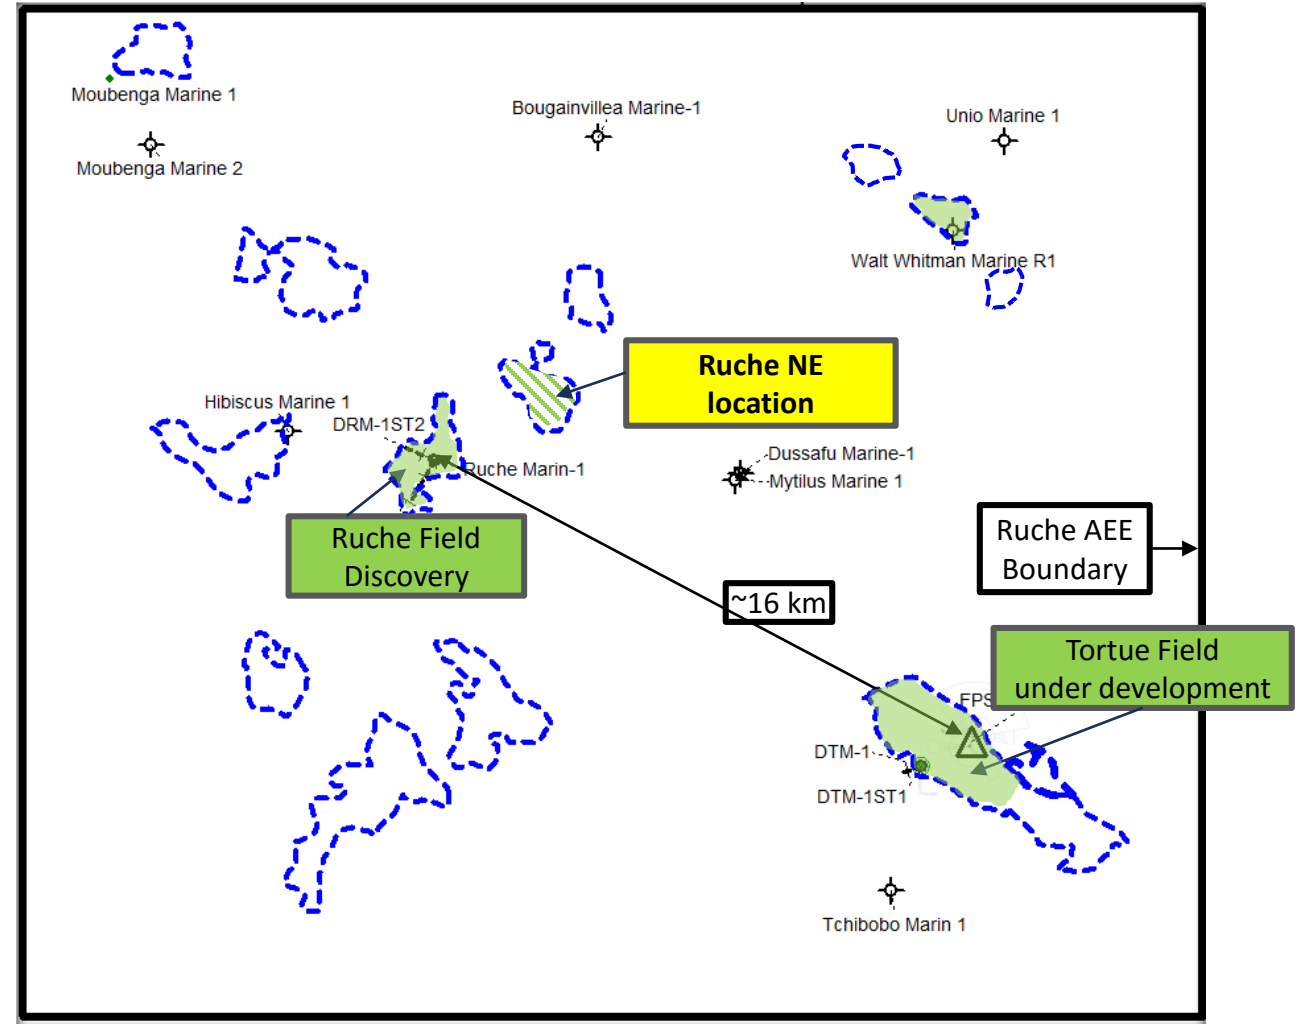 Moubenga Marine 1
Bougainvillea Marine-1
Unio Marine 1
Moubenga Marine 2
Walt Whitman Marine R1
Ruche NE
location
Hibiscus Marine 1
DRM-1ST2
Ruche Marin-1
Dussafu Marine-1
Mytilus Marine 1
Ruche Field
Discovery
Ruche AEE
Boundary
~16 km
Tortue Field
under development
FPS
DTM-1
DTM-1ST1
Tchibobo Marin 1